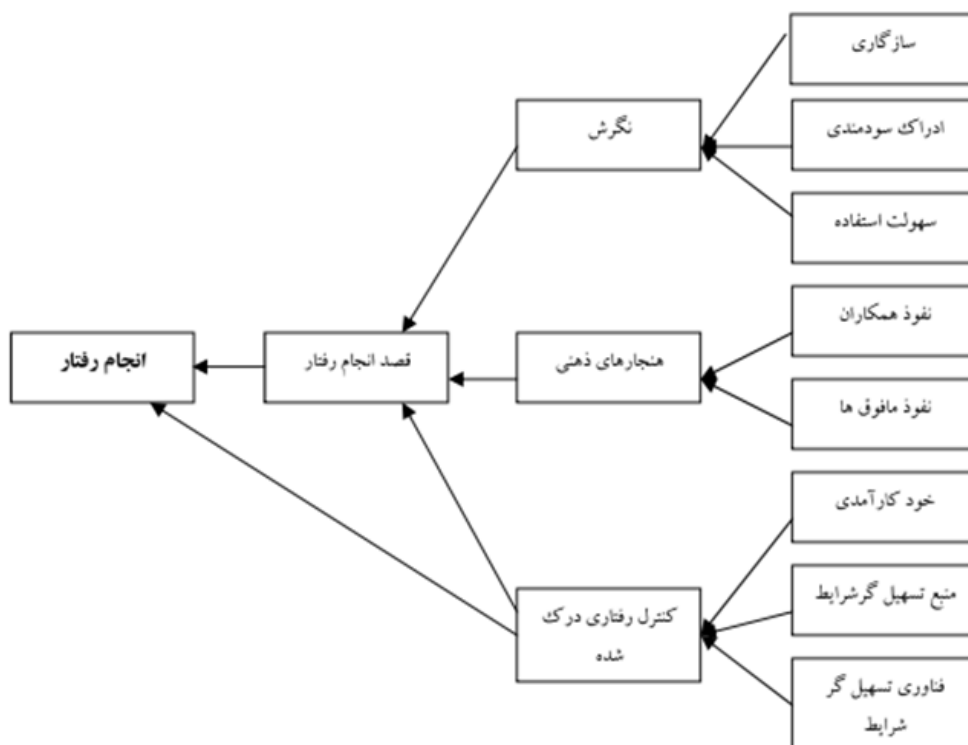 سازگاری
ادراک سودمندی
سهولت استفاده
نگرش
نفوذ همکاران
نفوذ مافوق ها
هنجارهای ذهنی
قصد انجام رفتار
انجام رفتار
خود کارآمدی
منبع تسهیل گرشرایط
فناوری تسهیل گر
شرایط
کنترل رفتاری درک
شده